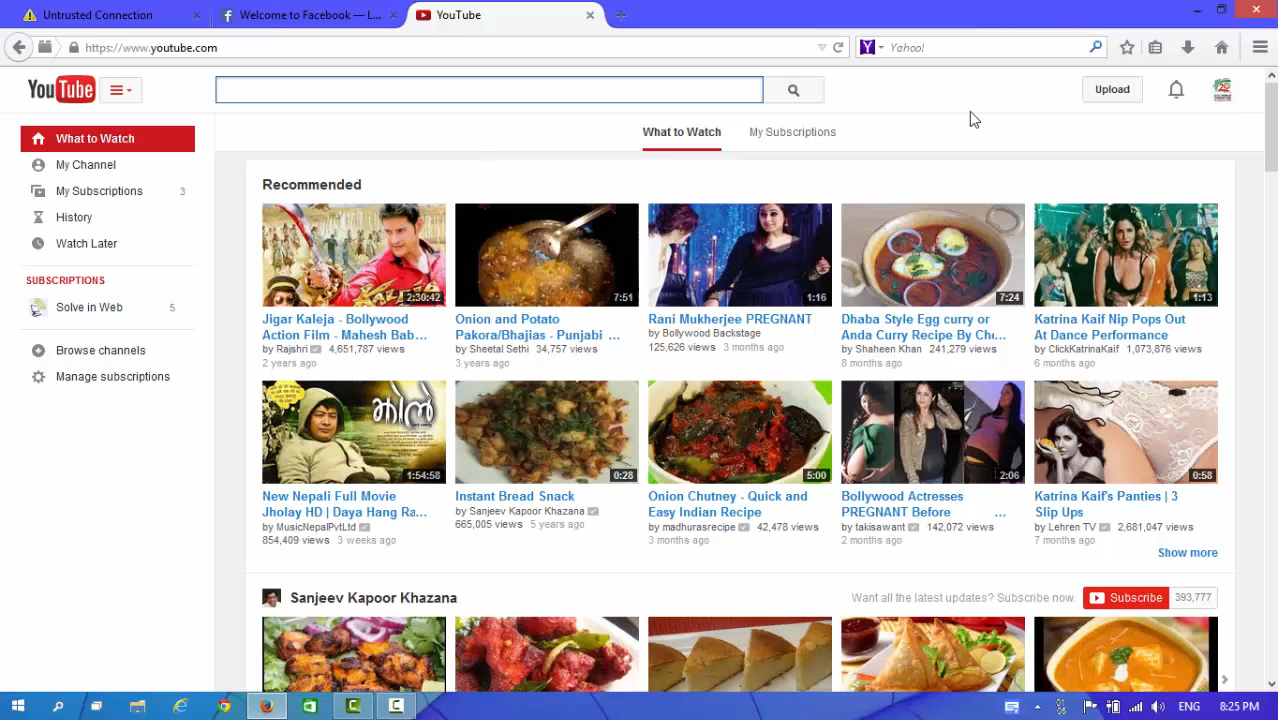 Untrusted Connection
Welcome to Facebook — L...
YouTube
https://www.youtube.com
Yahoo!
YouTube
Upload
What to Watch
My Subscriptions
What to Watch
My Channel
My Subscriptions 3
History
Watch Later
SUBSCRIPTIONS
Solve in Web 5
Browse channels
Manage subscriptions
Recommended
2:30:42
Jigar Kaleja - Bollywood
Action Film - Mahesh Bab...
by Rajshri 4,651,787 views
2 years ago
7:51
Onion and Potato
Pakora/Bhajias - Punjabi ...
by Sheetal Sethi 34,757 views
3 years ago
1:16
Rani Mukherjee PREGNANT
by Bollywood Backstage
125,626 views 3 months ago
7:24
Dhaba Style Egg curry or
Anda Curry Recipe By Chu...
by Shaheen Khan 241,279 views
8 months ago
1:13
Katrina Kaif Nip Pops Out
At Dance Performance
by ClickKatrinaKaif 1,073,876 views
6 months ago
1:54:58
New Nepali Full Movie
Jholay HD | Daya Hang Ra...
by MusicNepalPvtLtd
854,409 views 3 weeks ago
0:28
Instant Bread Snack
by Sanjeev Kapoor Khazana
665,005 views 5 years ago
5:00
Onion Chutney - Quick and
Easy Indian Recipe
by madhurasrecipe 42,478 views
3 months ago
2:06
Bollywood Actresses
PREGNANT Before ...
by takisawant 142,072 views
2 months ago
0:58
Katrina Kaif's Panties | 3
Slip Ups
by Lehren TV 2,681,047 views
7 months ago
Show more
Sanjeev Kapoor Khazana
Want all the latest updates? Subscribe now.
Subscribe 393,777
ENG 8:25 PM